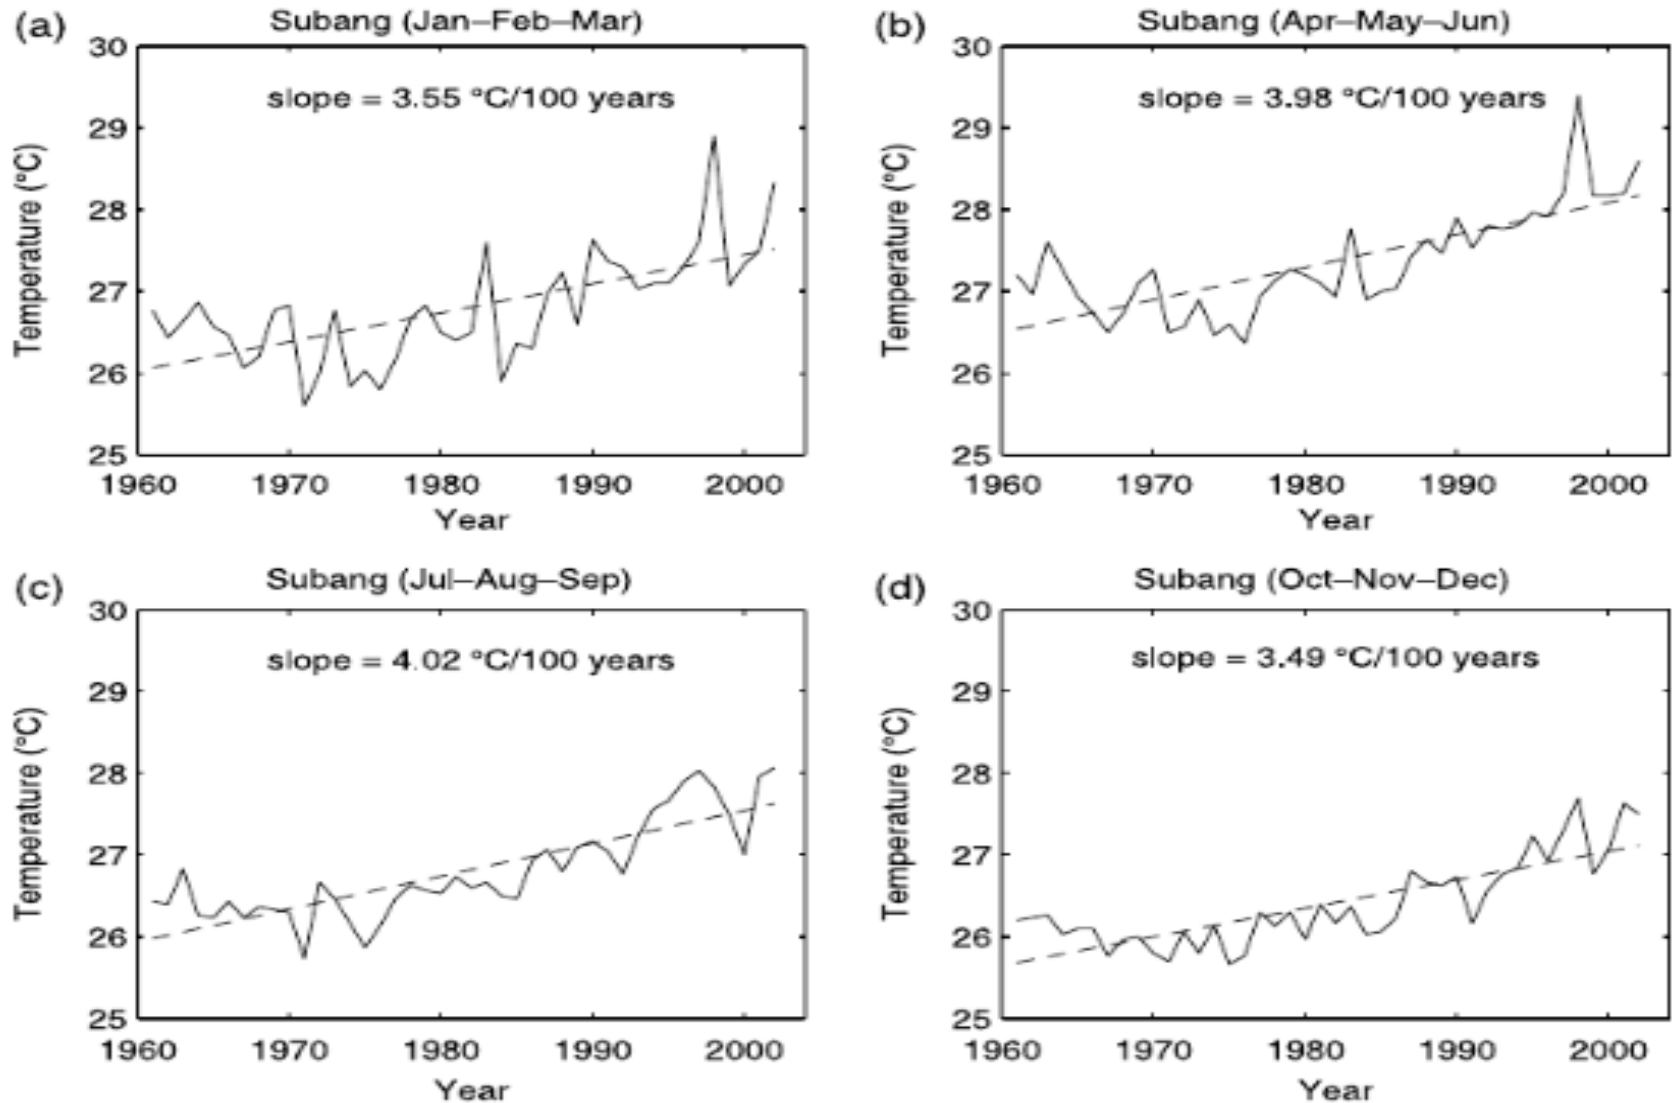 (a) Subang (Jan–Feb–Mar)
30
slope = 3.55 °C/100 years
29
28
27
26
25
Temperature (°C)
1960 1970 1980 1990 2000
Year
(b) Subang (Apr–May–Jun)
30
slope = 3.98 °C/100 years
29
28
27
26
25
Temperature (°C)
1960 1970 1980 1990 2000
Year
(c) Subang (Jul–Aug–Sep)
30
slope = 4.02 °C/100 years
29
28
27
26
25
Temperature (°C)
1960 1970 1980 1990 2000
Year
(d) Subang (Oct–Nov–Dec)
30
slope = 3.49 °C/100 years
29
28
27
26
25
Temperature (°C)
1960 1970 1980 1990 2000
Year